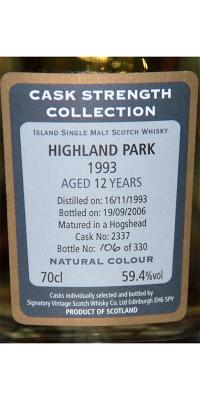 CASK STRENGTH
COLLECTION
ISLAND SINGLE MALT SCOTCH WHISKY
HIGHLAND PARK
1993
AGED 12 YEARS
Distilled on: 16/11/1993
Bottled on: 19/09/2006
Matured in a Hogshead
Cask No: 2337
Bottle No: 106 of 330
NATURAL COLOUR
70cl 59.4%vol
Casks individually selected and bottled by
Signatory Vintage Scotch Whisky Co. Ltd Edinburgh EH6 5PY
PRODUCT OF SCOTLAND